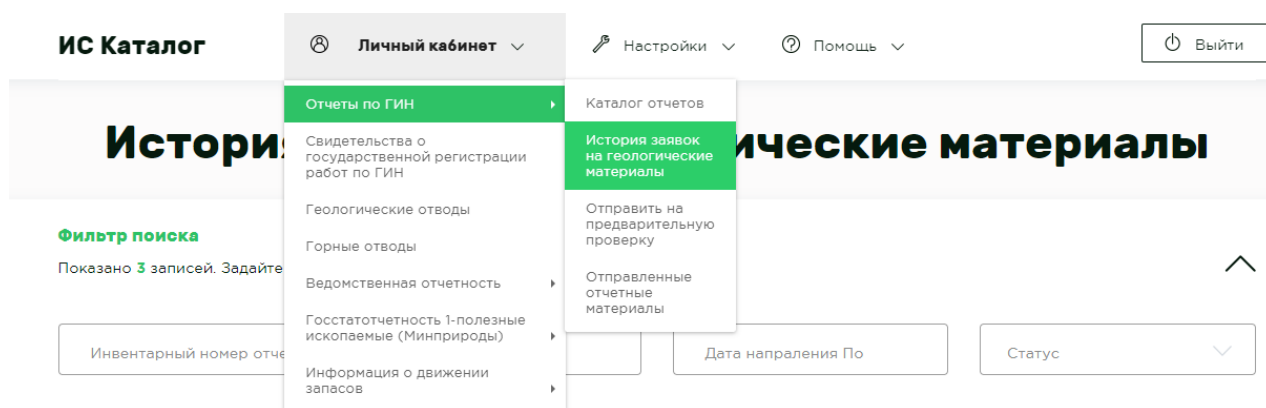 ИС Каталог
Личный кабинет
Настройки
Помощь
Выйти
Отчеты по ГИН
Каталог отчетов
Свидетельства о
государственной регистрации
работ по ГИН
История заявок
на геологические
материалы
Истори
ические материалы
Геологические отводы
Отправить на
предварительную
проверку
Фильтр поиска
Горные отводы
Показано 3 записей. Задайте
Ведомственная отчетность
Отправленные
отчетные
материалы
Госстатотчетность 1-полезные
ископаемые (Минприроды)
Инвентарный номер отче
Дата напраления По
Статус
Информация о движении
запасов